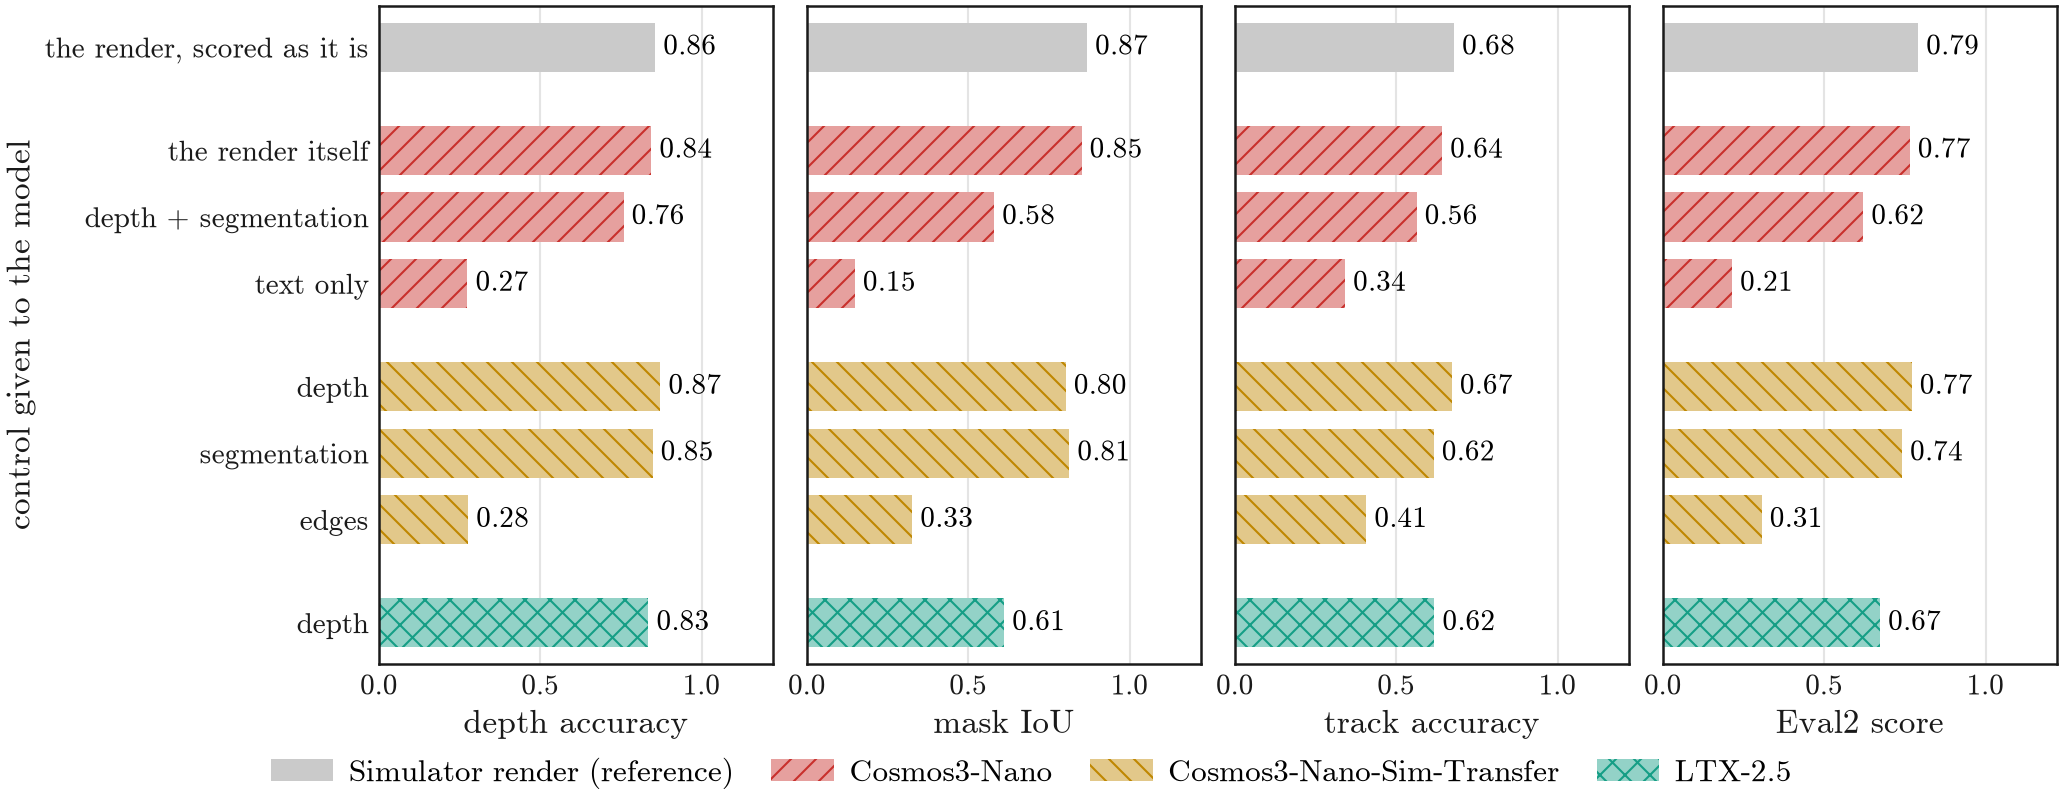 control given to the model
the render, scored as it is
the render itself
depth + segmentation
text only
depth
segmentation
edges
depth
0.86
0.84
0.76
0.27
0.87
0.85
0.28
0.83
0.0 0.5 1.0
depth accuracy
0.87
0.85
0.58
0.15
0.80
0.81
0.33
0.61
0.0 0.5 1.0
mask IoU
0.68
0.64
0.56
0.34
0.67
0.62
0.41
0.62
0.0 0.5 1.0
track accuracy
0.79
0.77
0.62
0.21
0.77
0.74
0.31
0.67
0.0 0.5 1.0
Eval2 score
Simulator render (reference) Cosmos3-Nano Cosmos3-Nano-Sim-Transfer LTX-2.5